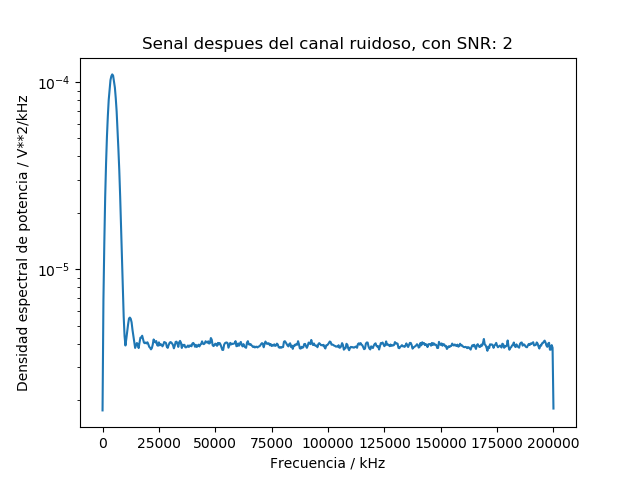 Senal despues del canal ruidoso, con SNR: 2
Densidad espectral de potencia / V**2/kHz
10⁻⁴
10⁻⁵
0 25000 50000 75000 100000 125000 150000 175000 200000
Frecuencia / kHz